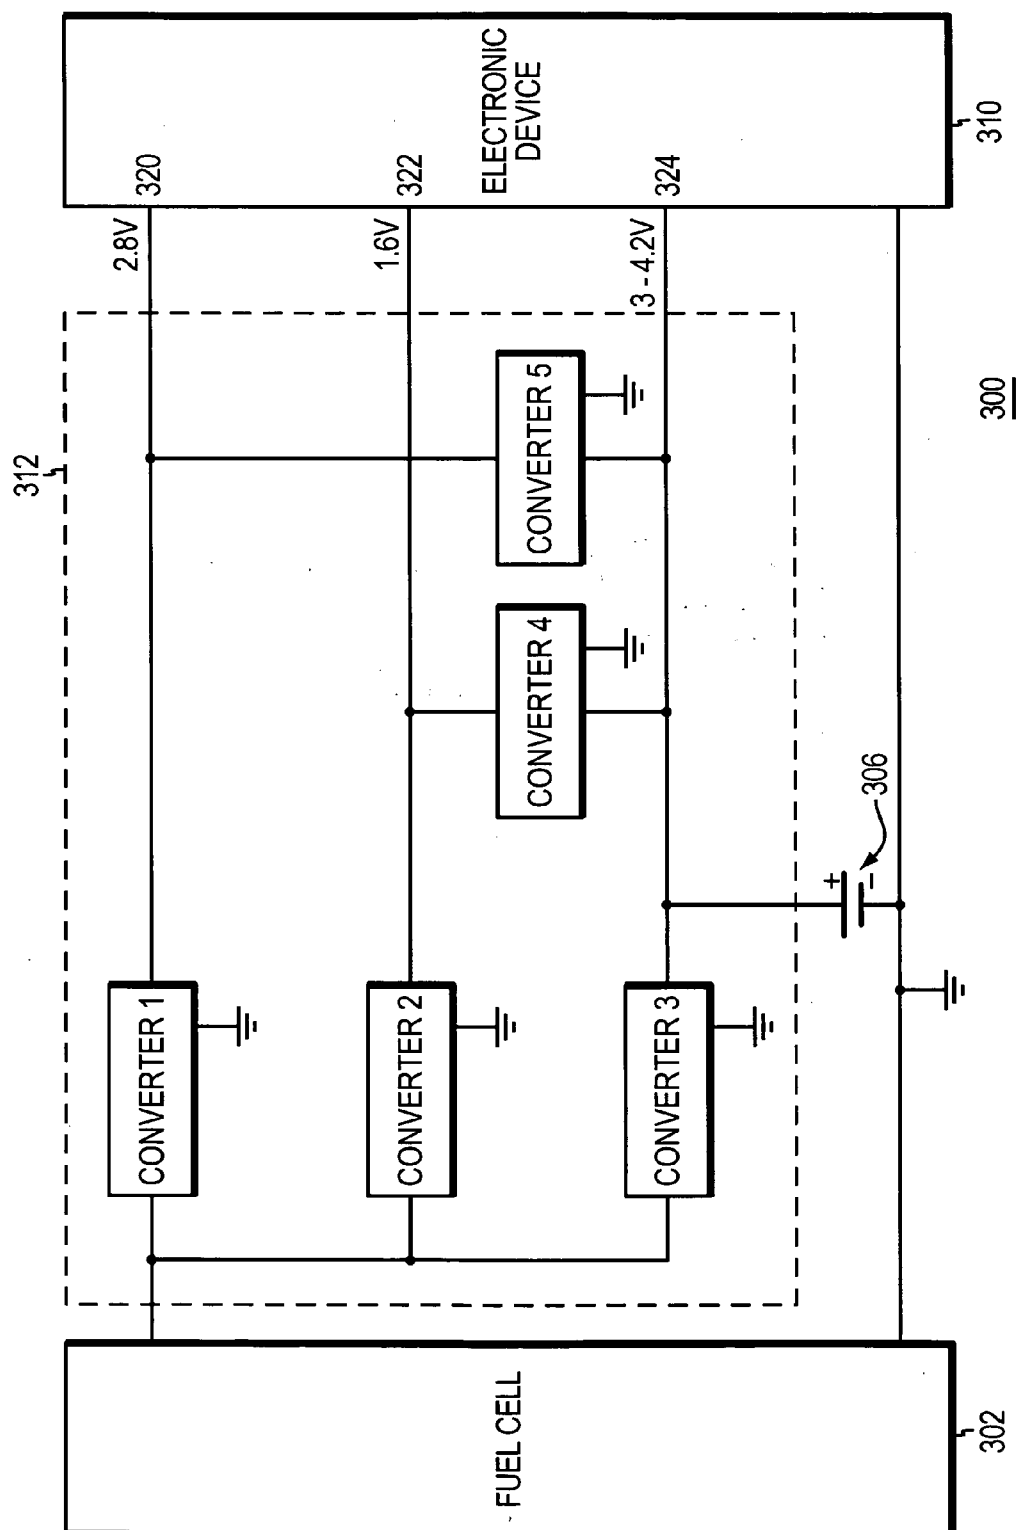 312
CONVERTER 1
2.8V
320
CONVERTER 2
1.6V
322
FUEL CELL
CONVERTER 4
CONVERTER 5
ELECTRONIC
DEVICE
CONVERTER 3
3 - 4.2V
324
+
-
306
302
300
310